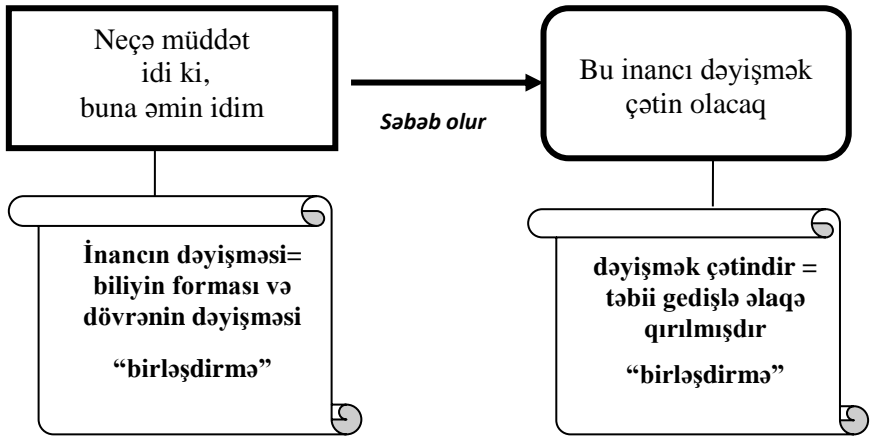 Neçə müddət
idi ki,
buna əmin idim
Səbəb olur
Bu inancı dəyişmək
çətin olacaq
İnancın dəyişməsi=
biliyin forması və
dövrənin dəyişməsi
“birləşdirmə”
dəyişmək çətindir =
təbii gedişlə əlaqə
qırılmışdır
“birləşdirmə”